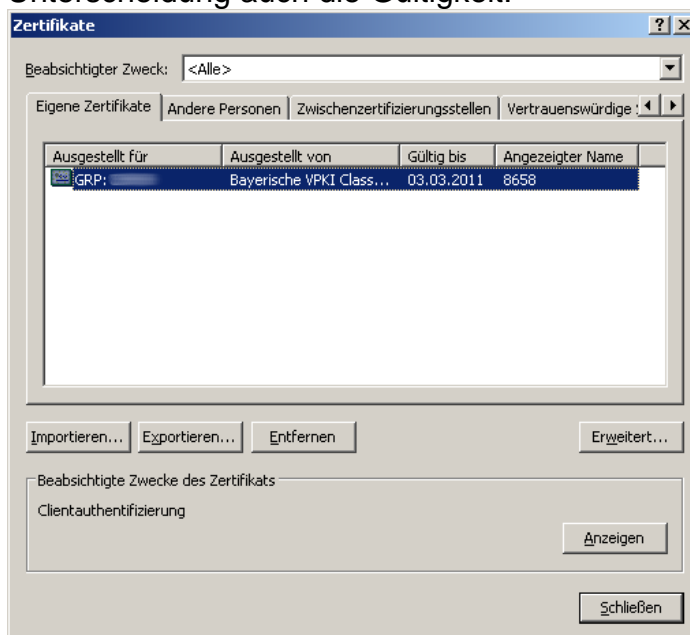 Unterscheidung auch die Gültigkeit.
Zertifikate
Beabsichtigter Zweck: <Alle>
Eigene Zertifikate Andere Personen Zwischenzertifizierungsstellen Vertrauenswürdige
Ausgestellt für Ausgestellt von Gültig bis Angezeigter Name
GRP: Bayerische VPKI Class... 03.03.2011 8658
Importieren... Exportieren... Entfernen Erweitert...
Beabsichtigte Zwecke des Zertifikats
Clientauthentifizierung
Anzeigen
Schließen